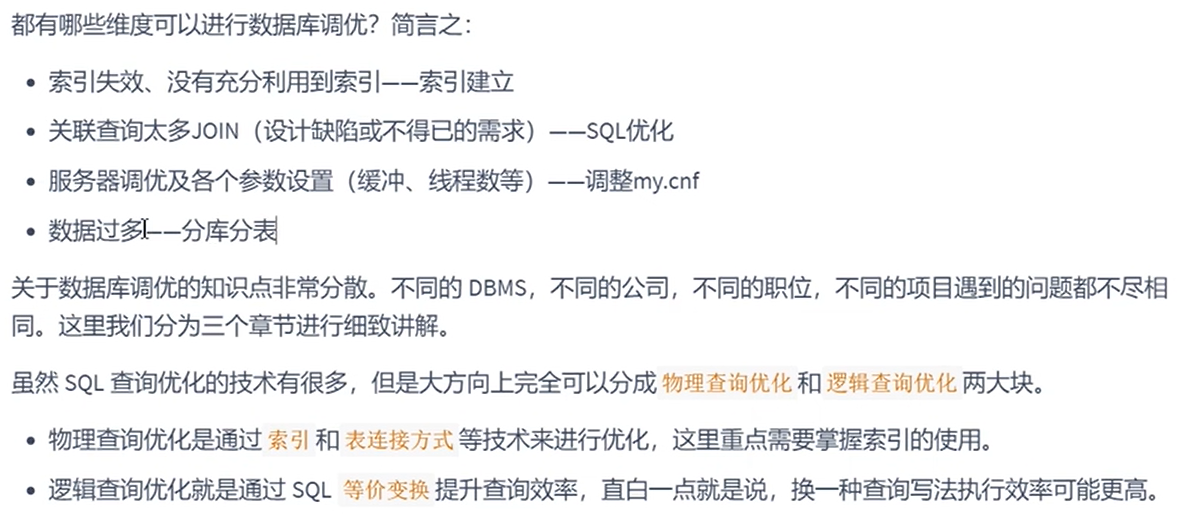 都有哪些维度可以进行数据库调优？简言之：
索引失效、没有充分利用到索引——索引建立
关联查询太多JOIN（设计缺陷或不得已的需求）——SQL优化
服务器调优及各个参数设置（缓冲、线程数等）——调整my.cnf
数据过多——分库分表
关于数据库调优的知识点非常分散。不同的 DBMS，不同的公司，不同的职位，不同的项目遇到的问题都不尽相
同。这里我们分为三个章节进行细致讲解。
虽然 SQL 查询优化的技术有很多，但是大方向上完全可以分成 物理查询优化 和 逻辑查询优化 两大块。
物理查询优化是通过 索引 和 表连接方式 等技术来进行优化，这里重点需要掌握索引的使用。
逻辑查询优化就是通过 SQL 等价变换 提升查询效率，直白一点就是说，换一种查询写法执行效率可能更高。